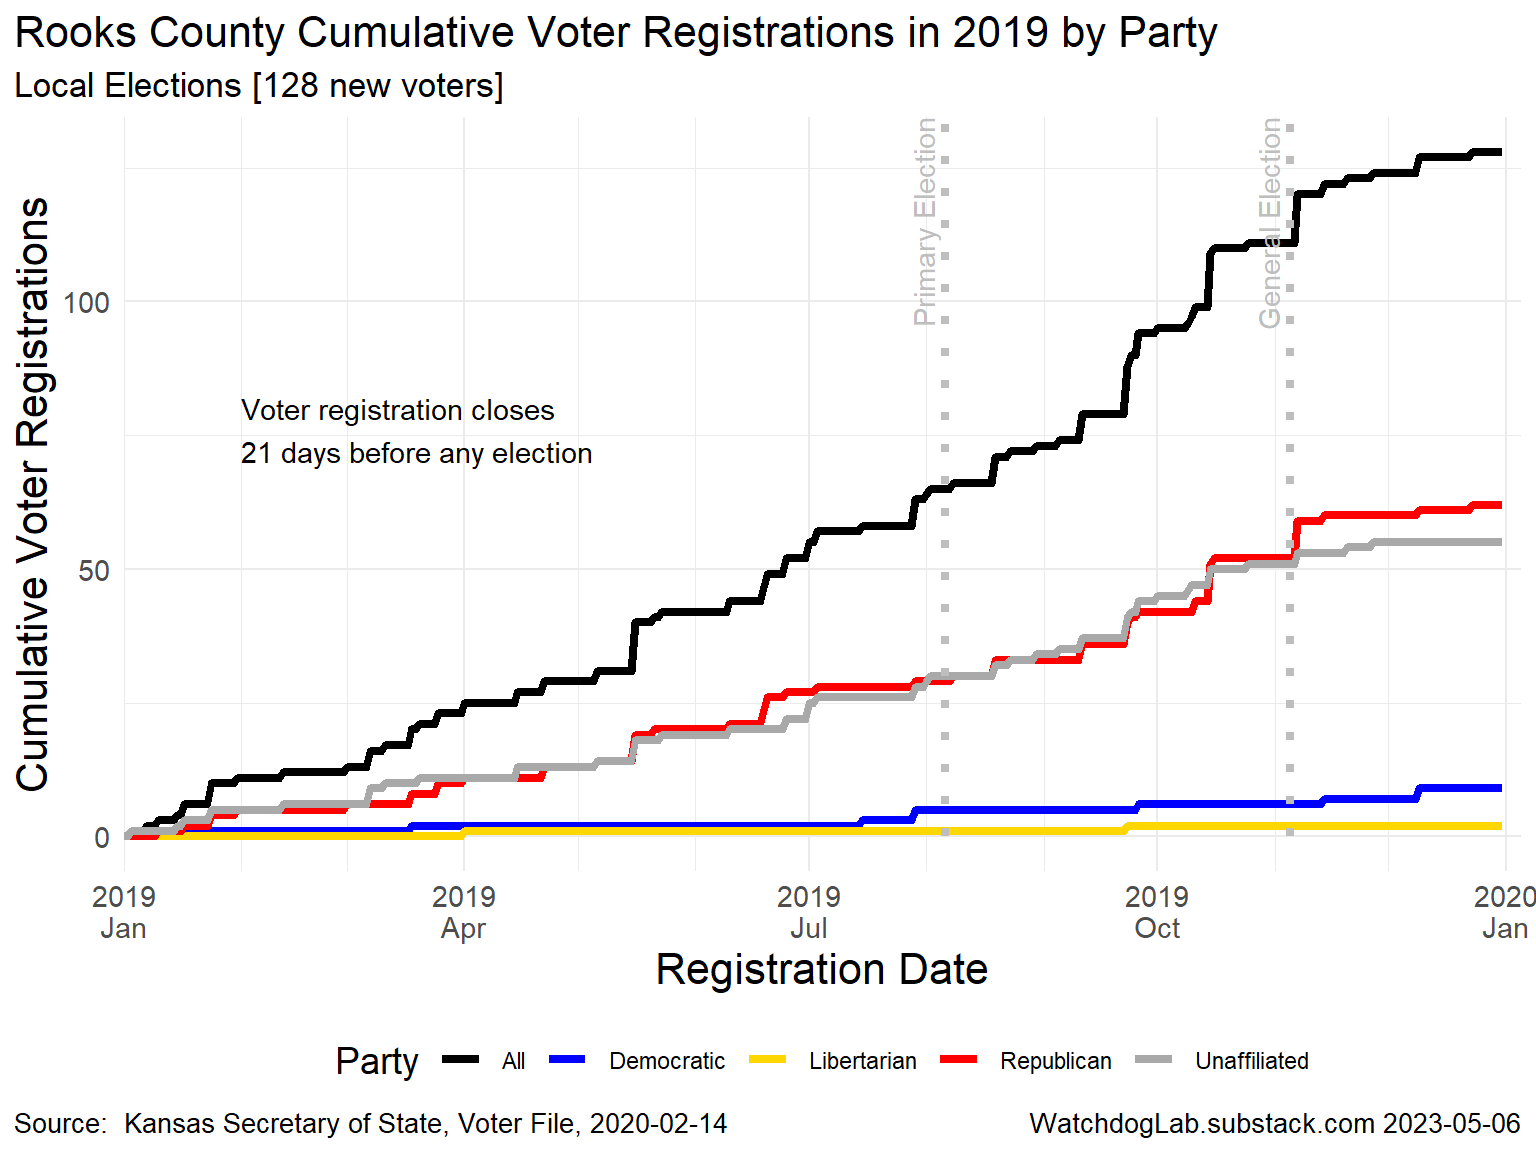 Rooks County Cumulative Voter Registrations in 2019 by Party
Local Elections [128 new voters]
Cumulative Voter Registrations
100
50
0
Voter registration closes
21 days before any election
Primary Election
General Election
2019
Jan
2019
Apr
2019
Jul
2019
Oct
2020
Jan
Registration Date
Party
All
Democratic
Libertarian
Republican
Unaffiliated
Source:  Kansas Secretary of State, Voter File, 2020-02-14
WatchdogLab.substack.com 2023-05-06